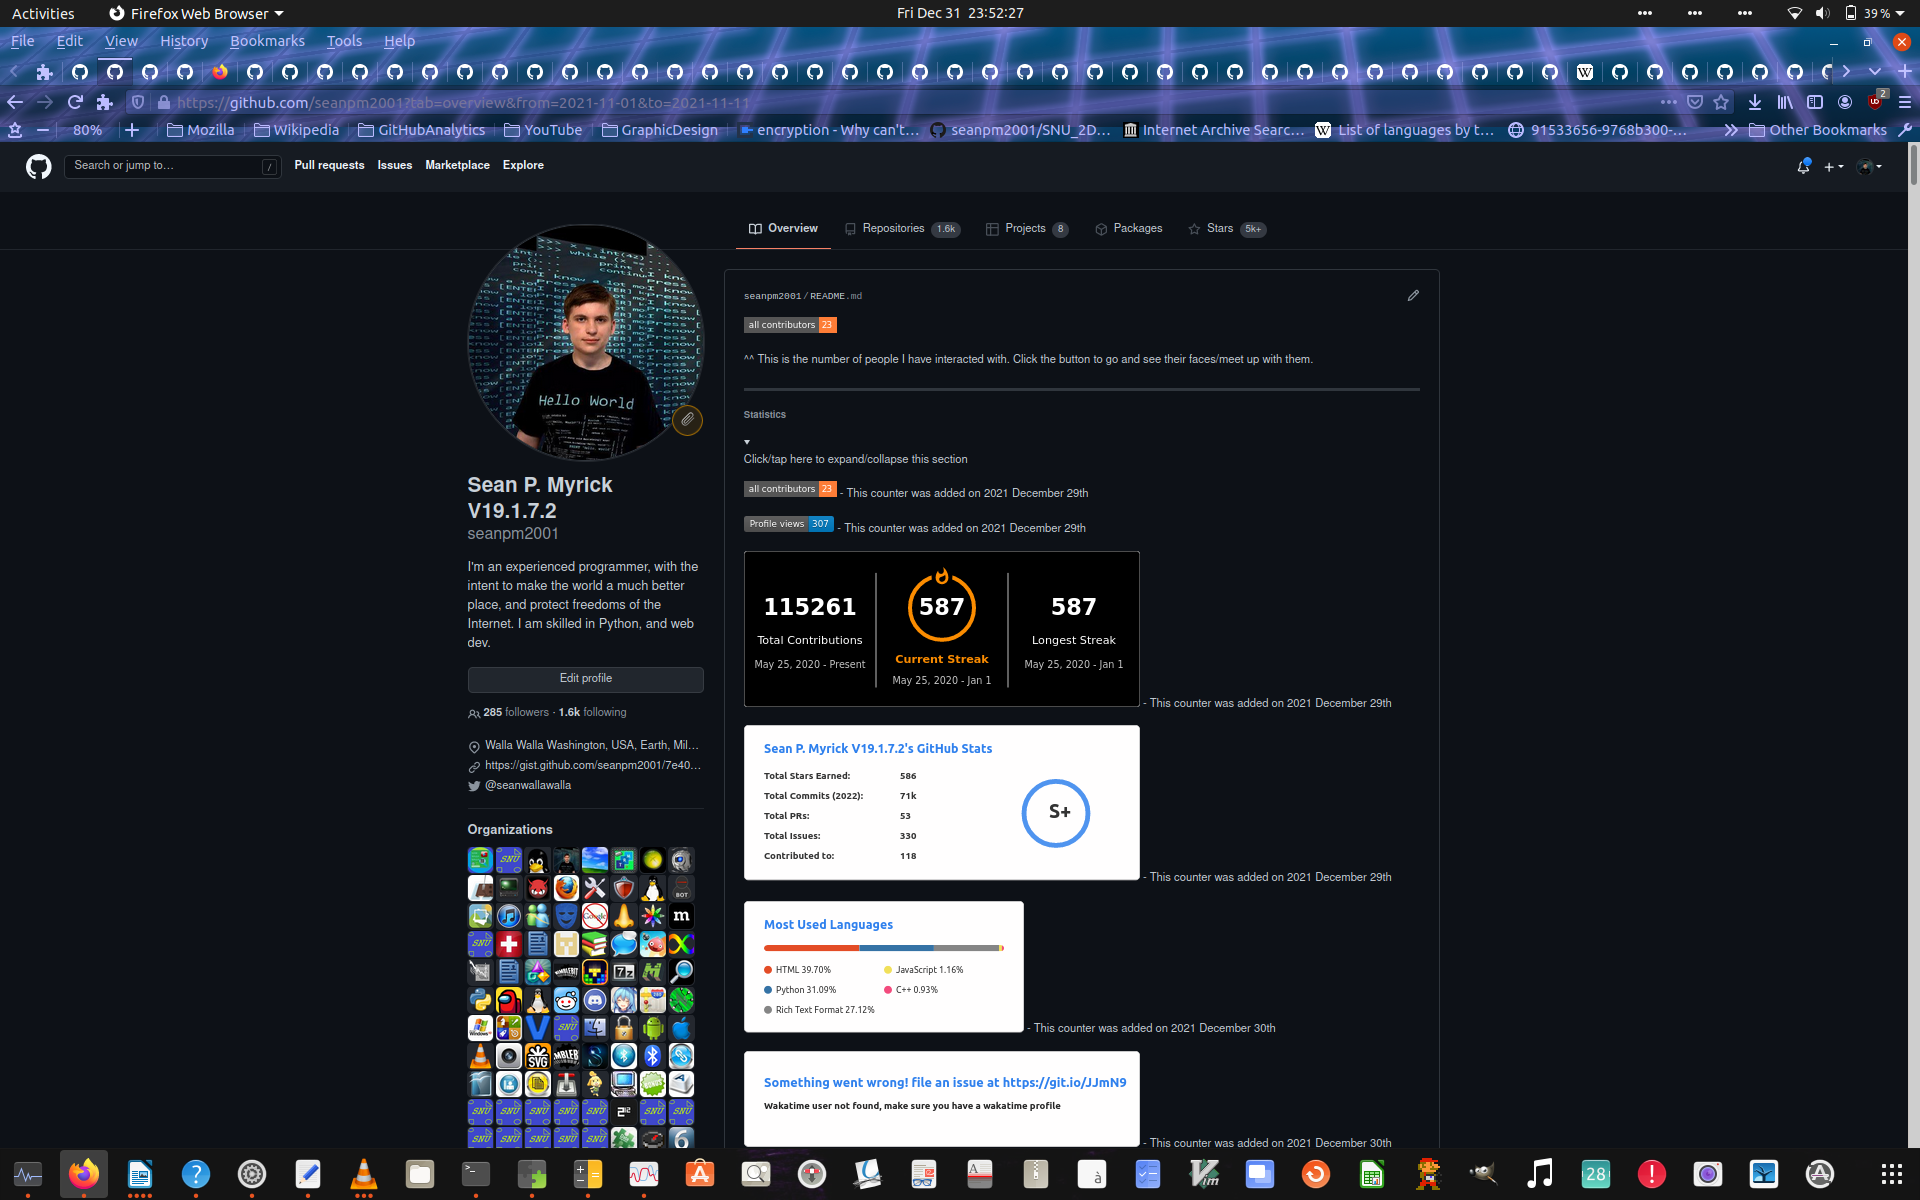 Activities
Firefox Web Browser
Fri Dec 31 23:52:27
39 %
File Edit View History Bookmarks Tools Help
https://github.com/seanpm2001?tab=overview&from=2021-11-01&to=2021-11-11
2
80%
Mozilla
Wikipedia
GitHubAnalytics
YouTube
GraphicDesign
encryption - Why can't...
seanpm2001/SNU_2D...
Internet Archive Searc...
List of languages by t...
91533656-9768b300-...
Other Bookmarks
Search or jump to...
/
Pull requests Issues Marketplace Explore
Overview
Repositories 1.6k
Projects 8
Packages
Stars 5k+
Hello World
Sean P. Myrick
V19.1.7.2
seanpm2001
I'm an experienced programmer, with the
intent to make the world a much better
place, and protect freedoms of the
Internet. I am skilled in Python, and web
dev.
Edit profile
285 followers · 1.6k following
Walla Walla Washington, USA, Earth, Mil...
https://gist.github.com/seanpm2001/7e40...
@seanwallawalla
Organizations
seanpm2001/README.md
all contributors 23
^^ This is the number of people I have interacted with. Click the button to go and see their faces/meet up with them.
Statistics
Click/tap here to expand/collapse this section
all contributors 23 - This counter was added on 2021 December 29th
Profile views 307 - This counter was added on 2021 December 29th
115261
Total Contributions
May 25, 2020 - Present
587
Current Streak
May 25, 2020 - Jan 1
587
Longest Streak
May 25, 2020 - Jan 1
- This counter was added on 2021 December 29th
Sean P. Myrick V19.1.7.2's GitHub Stats
Total Stars Earned: 586
Total Commits (2022): 71k
Total PRs: 53
Total Issues: 330
Contributed to: 118
S+
- This counter was added on 2021 December 29th
Most Used Languages
HTML 39.70%
JavaScript 1.16%
Python 31.09%
C++ 0.93%
Rich Text Format 27.12%
- This counter was added on 2021 December 30th
Something went wrong! file an issue at https://git.io/JJmN9
Wakatime user not found, make sure you have a wakatime profile
- This counter was added on 2021 December 30th
28